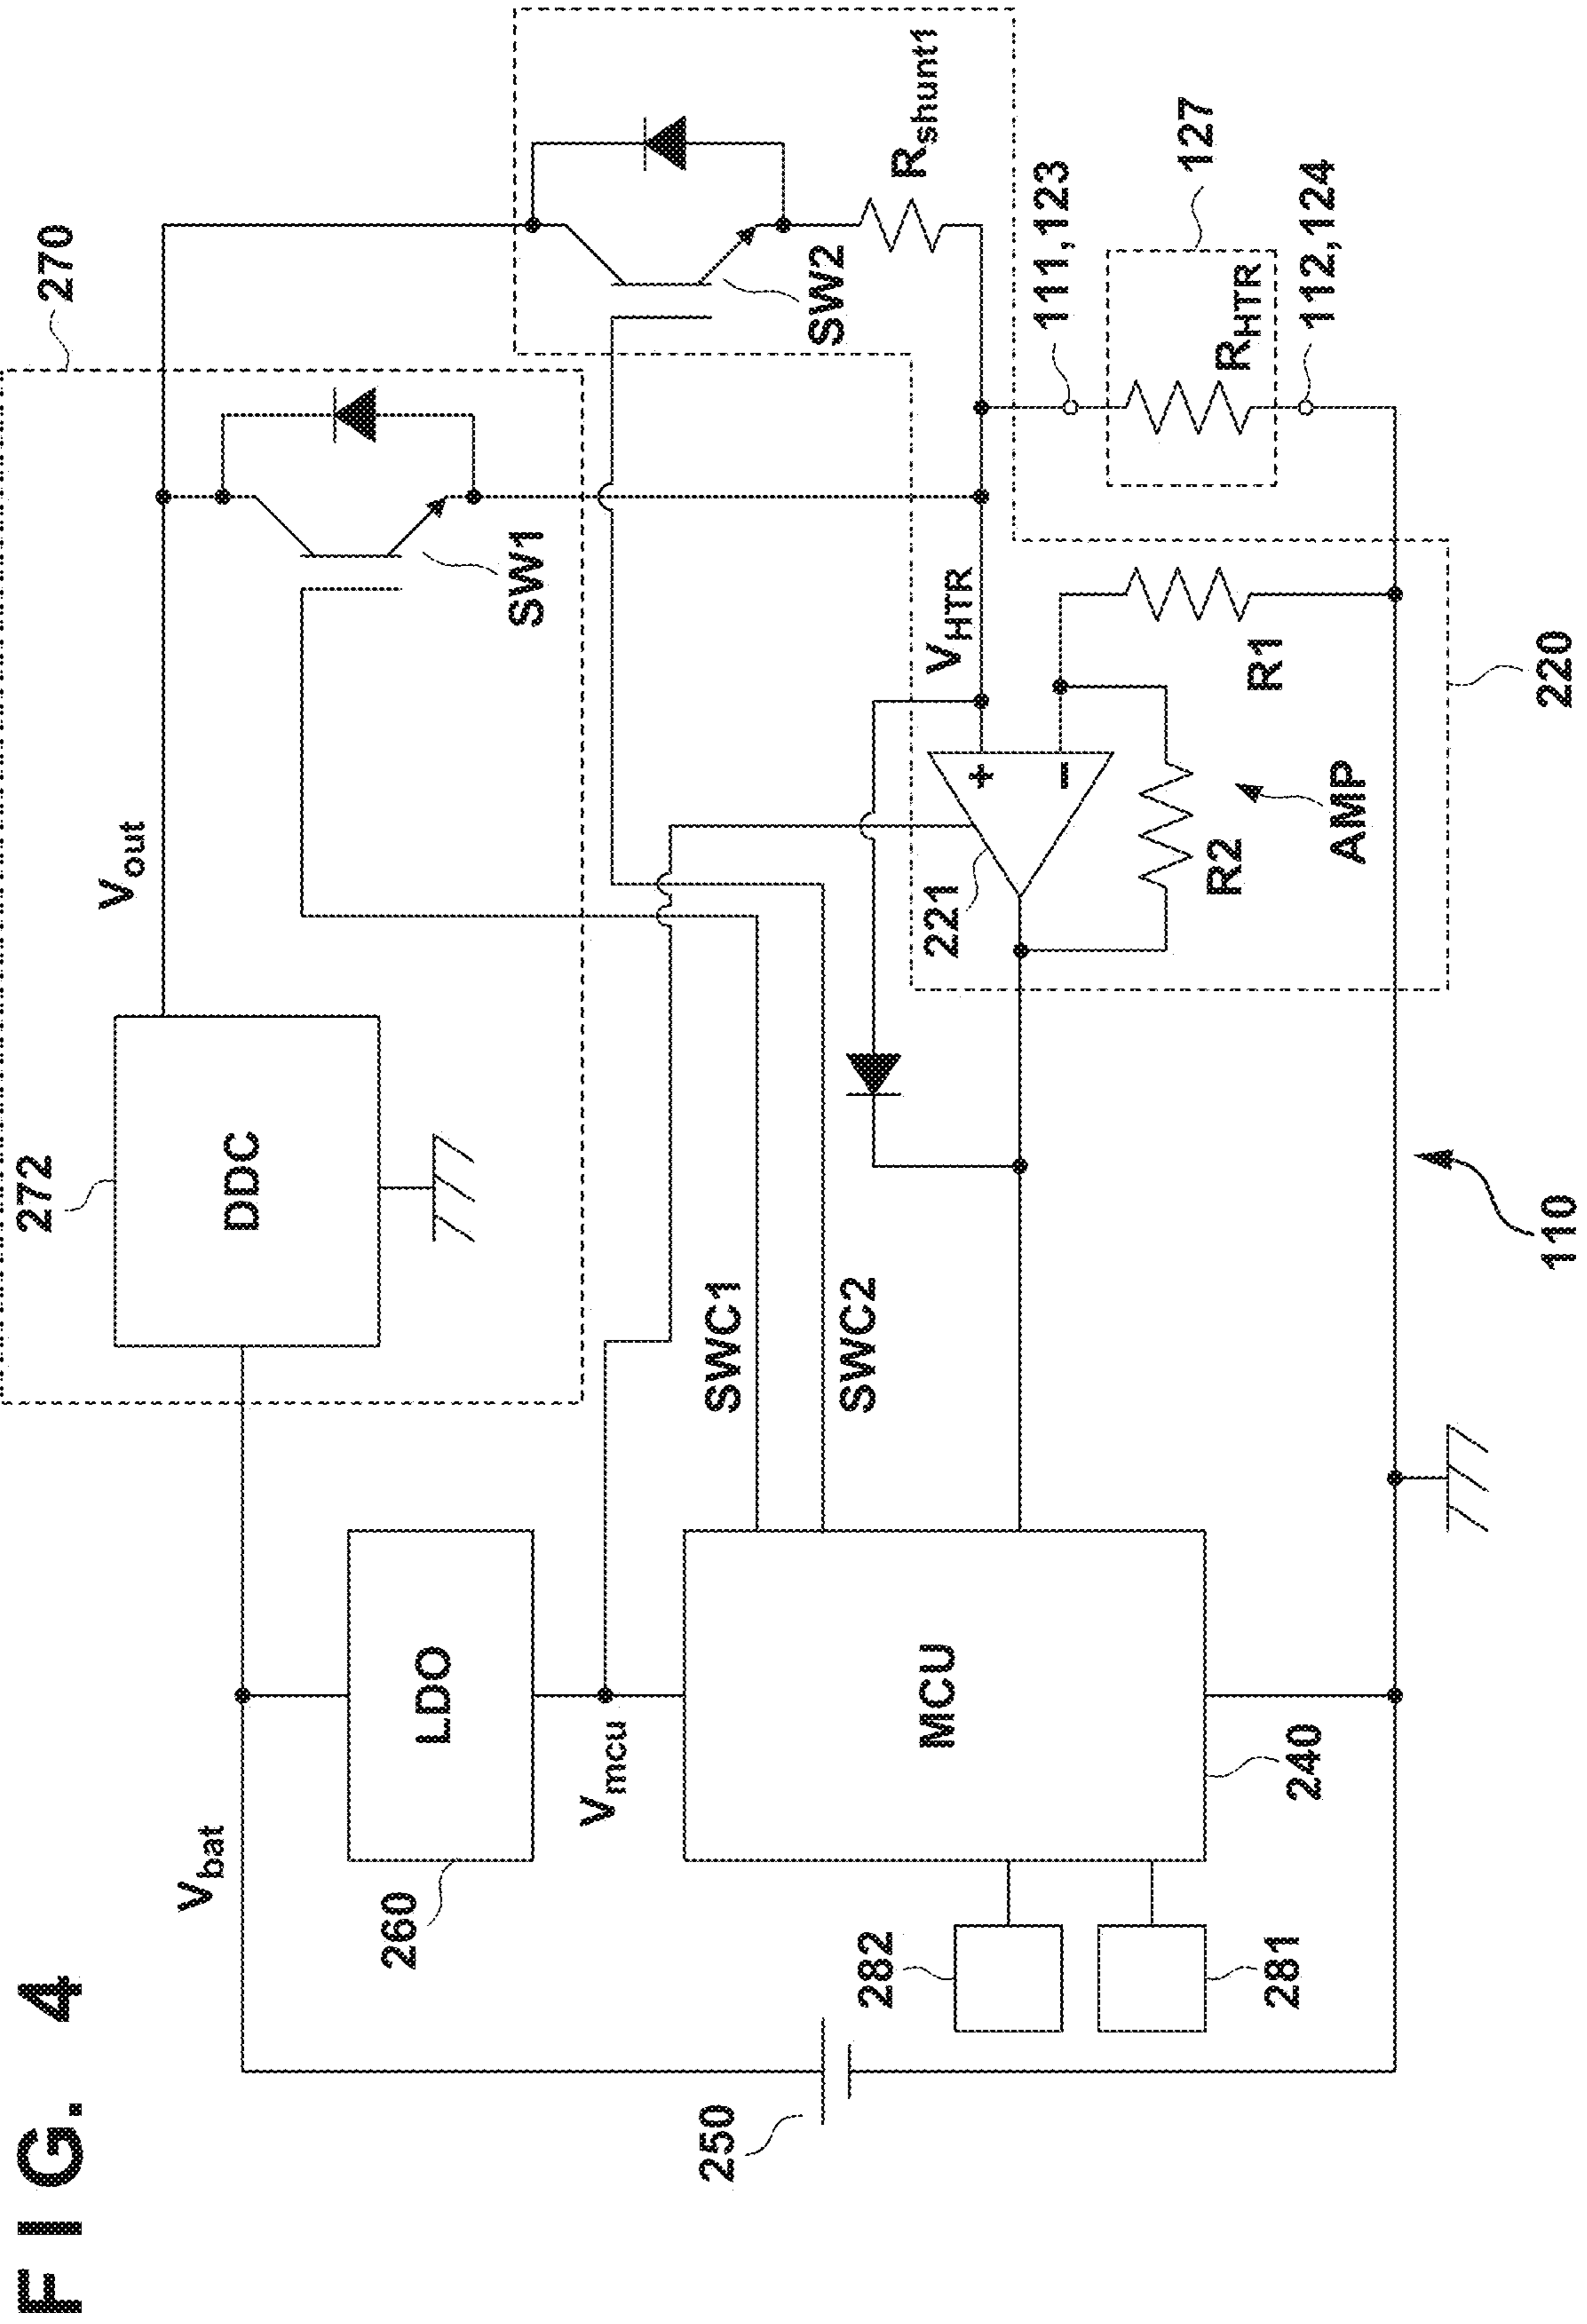 FIG. 4
270
272
Vout
Vbat
DDC
SW1
Rshunt1
SW2
260
LDO
Vmcu
SWC1
SWC2
VHTR
111,123
127
RHTR
112,124
250
282
281
MCU
240
221
+
−
R1
R2
AMP
220
110